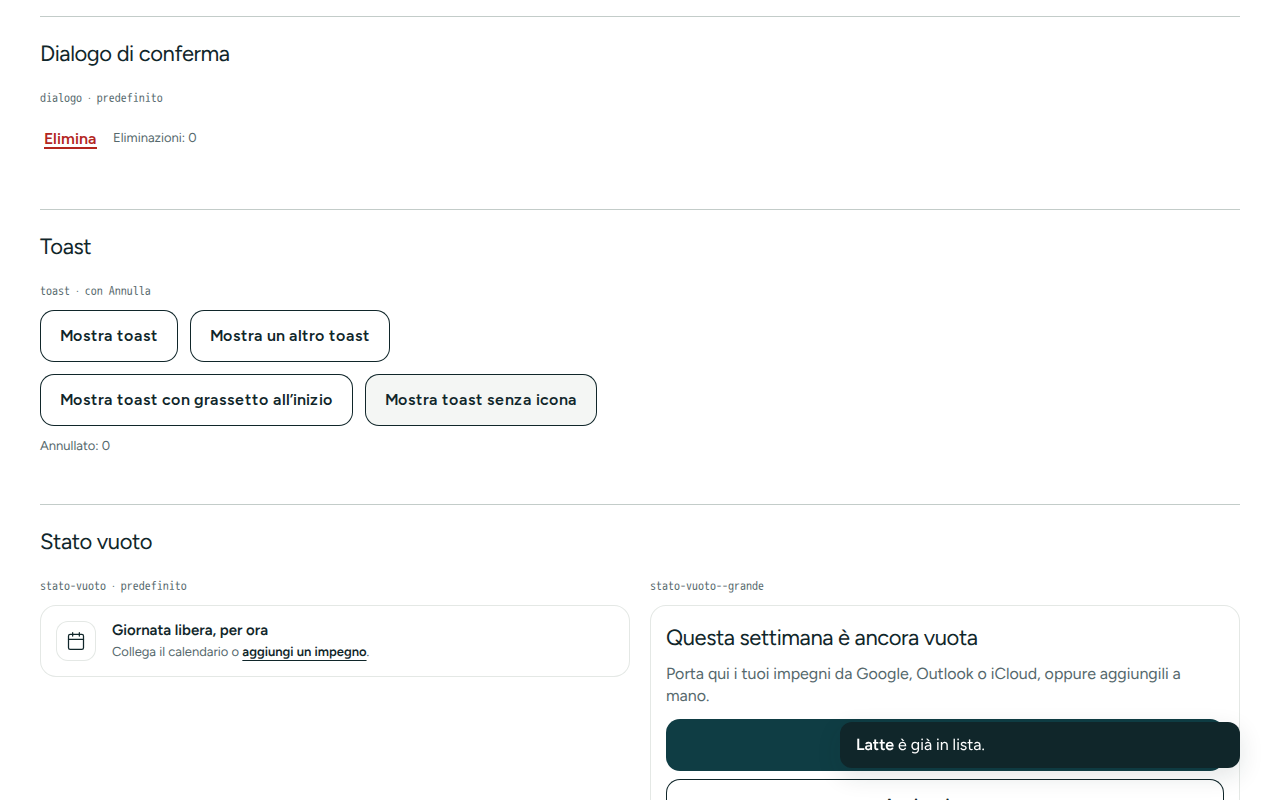 Dialogo di conferma
dialogo · predefinito
Elimina Eliminazioni: 0
Toast
toast · con Annulla
Mostra toast Mostra un altro toast
Mostra toast con grassetto all’inizio Mostra toast senza icona
Annullato: 0
Stato vuoto
stato-vuoto · predefinito
Giornata libera, per ora
Collega il calendario o aggiungi un impegno.
stato-vuoto--grande
Questa settimana è ancora vuota
Porta qui i tuoi impegni da Google, Outlook o iCloud, oppure aggiungili a
mano.
Latte è già in lista.